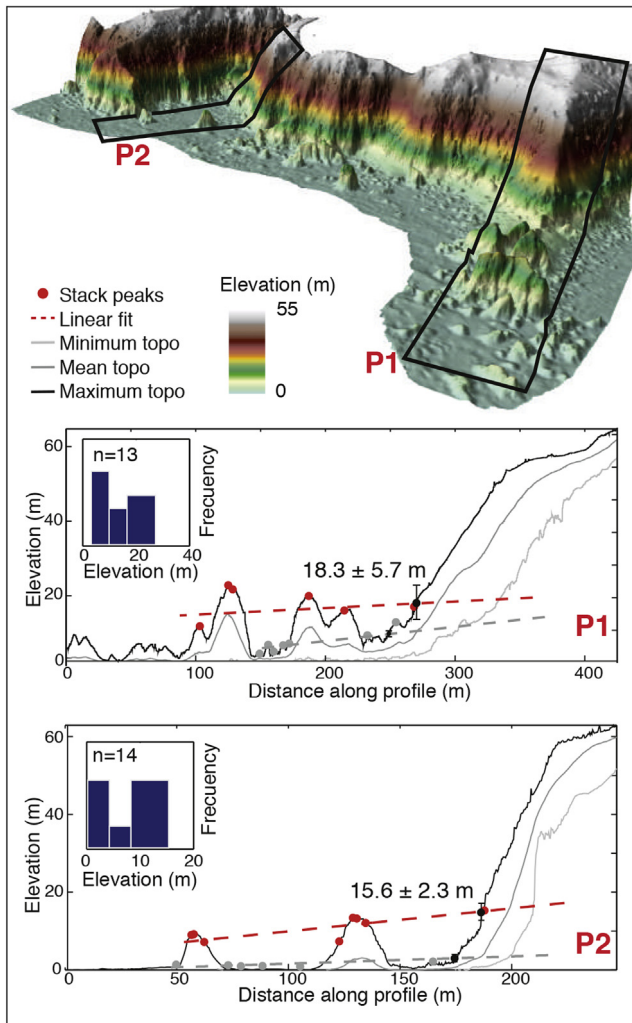 P2
Stack peaks
Linear fit
Minimum topo
Mean topo
Maximum topo
Elevation (m)
55
0
P1
60
40
20
0
Elevation (m)
n=13
Frecuency
0
20
40
Elevation (m)
18.3 ± 5.7 m
P1
0
100
200
300
400
Distance along profile (m)
60
40
20
0
Elevation (m)
n=14
Frecuency
0
10
20
Elevation (m)
15.6 ± 2.3 m
P2
0
50
100
150
200
Distance along profile (m)